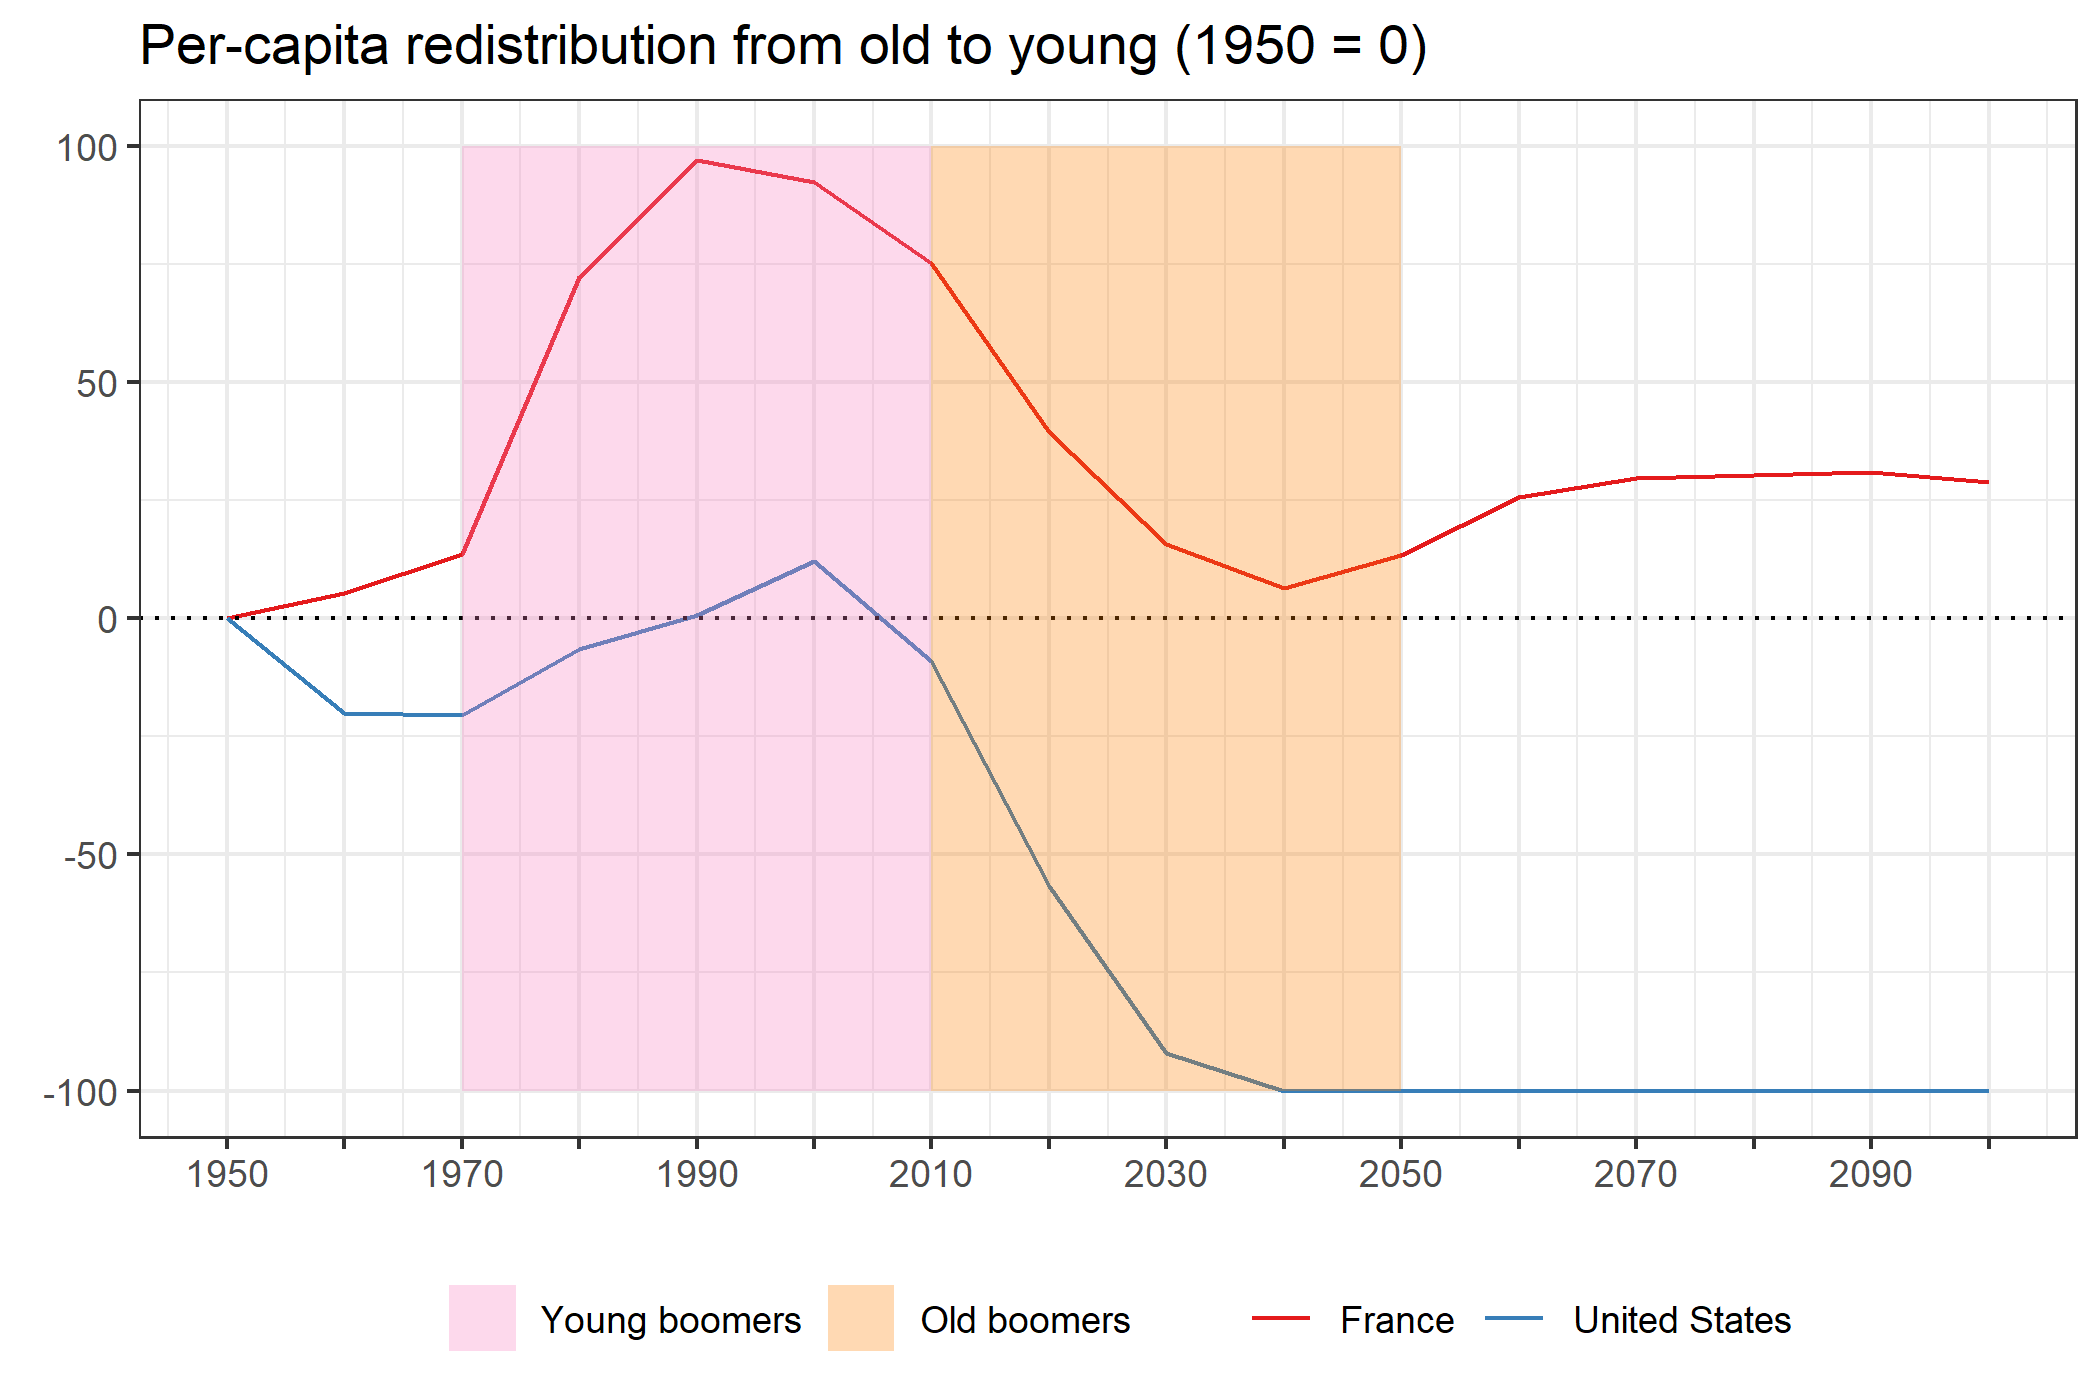 Per-capita redistribution from old to young (1950 = 0)
100
50
0
-50
-100
1950 1970 1990 2010 2030 2050 2070 2090
Young boomers Old boomers France United States